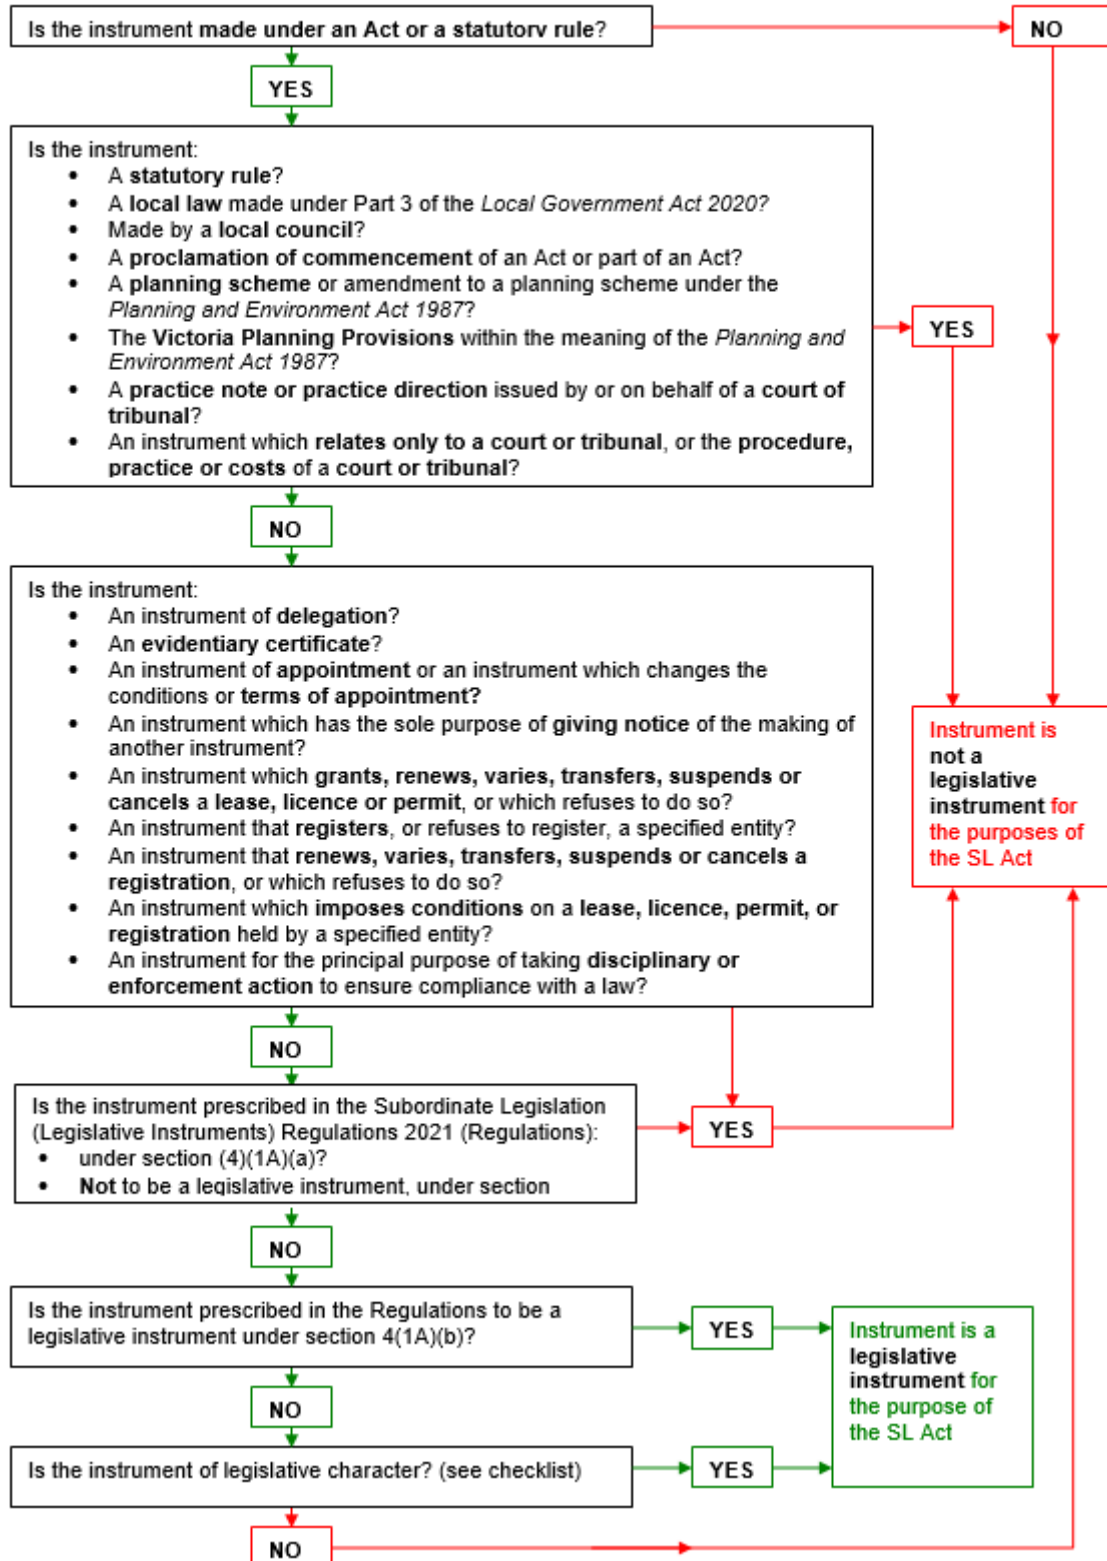 Is the instrument made under an Act or a statutory rule?
NO
YES
Is the instrument:
• A statutory rule?
• A local law made under Part 3 of the Local Government Act 2020?
• Made by a local council?
• A proclamation of commencement of an Act or part of an Act?
• A planning scheme or amendment to a planning scheme under the
Planning and Environment Act 1987?
• The Victoria Planning Provisions within the meaning of the Planning and
Environment Act 1987?
• A practice note or practice direction issued by or on behalf of a court of
tribunal?
• An instrument which relates only to a court or tribunal, or the procedure,
practice or costs of a court or tribunal?
YES
NO
Is the instrument:
• An instrument of delegation?
• An evidentiary certificate?
• An instrument of appointment or an instrument which changes the
conditions or terms of appointment?
• An instrument which has the sole purpose of giving notice of the making of
another instrument?
• An instrument which grants, renews, varies, transfers, suspends or
cancels a lease, licence or permit, or which refuses to do so?
• An instrument that registers, or refuses to register, a specified entity?
• An instrument that renews, varies, transfers, suspends or cancels a
registration, or which refuses to do so?
• An instrument which imposes conditions on a lease, licence, permit, or
registration held by a specified entity?
• An instrument for the principal purpose of taking disciplinary or
enforcement action to ensure compliance with a law?
Instrument is
not a
legislative
instrument for
the purposes of
the SL Act
NO
Is the instrument prescribed in the Subordinate Legislation
(Legislative Instruments) Regulations 2021 (Regulations):
• under section (4)(1A)(a)?
• Not to be a legislative instrument, under section
YES
NO
Is the instrument prescribed in the Regulations to be a
legislative instrument under section 4(1A)(b)?
YES
Instrument is a
legislative
instrument for
the purpose of
the SL Act
NO
Is the instrument of legislative character? (see checklist)
YES
NO